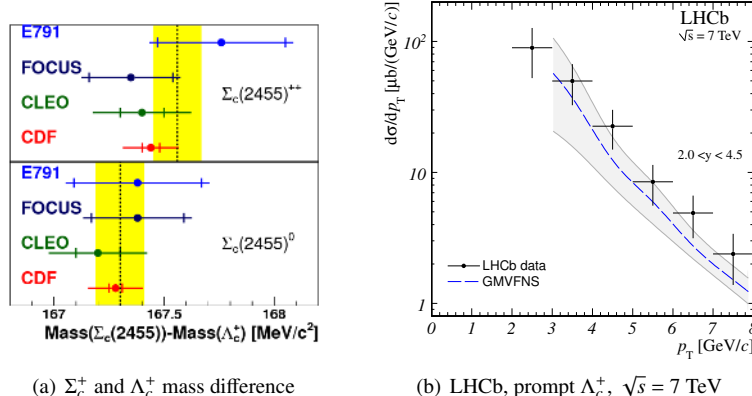 E791
FOCUS
CLEO
CDF
Σc(2455)++
E791
FOCUS
CLEO
CDF
Σc(2455)0
167 167.5 168
Mass(Σc(2455))-Mass(Λc+) [MeV/c2]
(a) Σc+ and Λc+ mass difference
dσ/dpT [μb/(GeV/c)]
10²
10
1
LHCb
√s = 7 TeV
2.0 <y < 4.5
LHCb data
GMVFNS
0 1 2 3 4 5 6 7 8
pT [GeV/c]
(b) LHCb, prompt Λc+, √s = 7 TeV